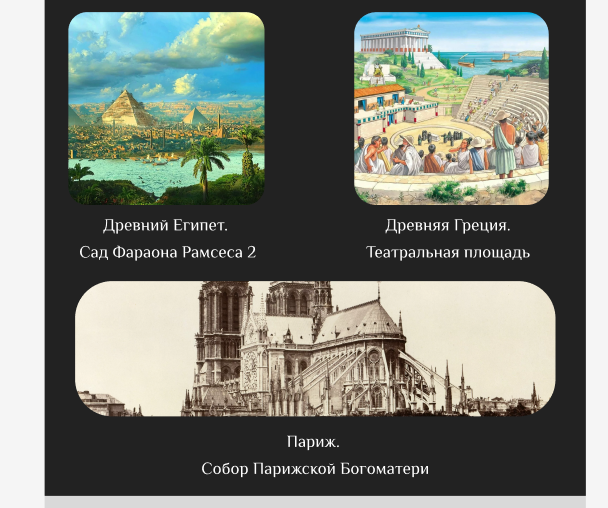 Древний Египет.
Сад Фараона Рамсеса 2
Древняя Греция.
Театральная площадь
Париж.
Собор Парижской Богоматери